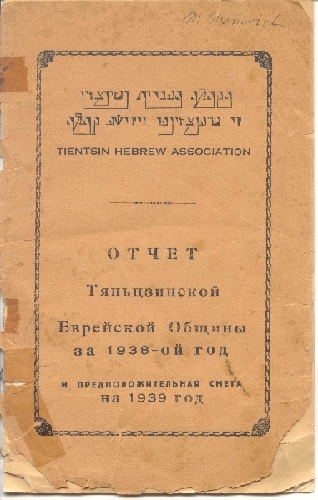 TIENTSIN HEBREW ASSOCIATION
ОТЧЕТ
Тяньцзинской
Еврейской Общины
за 1938-ой год
И ПРЕДПОЛОЖИТЕЛЬНАЯ СМЕТА
на 1939 год